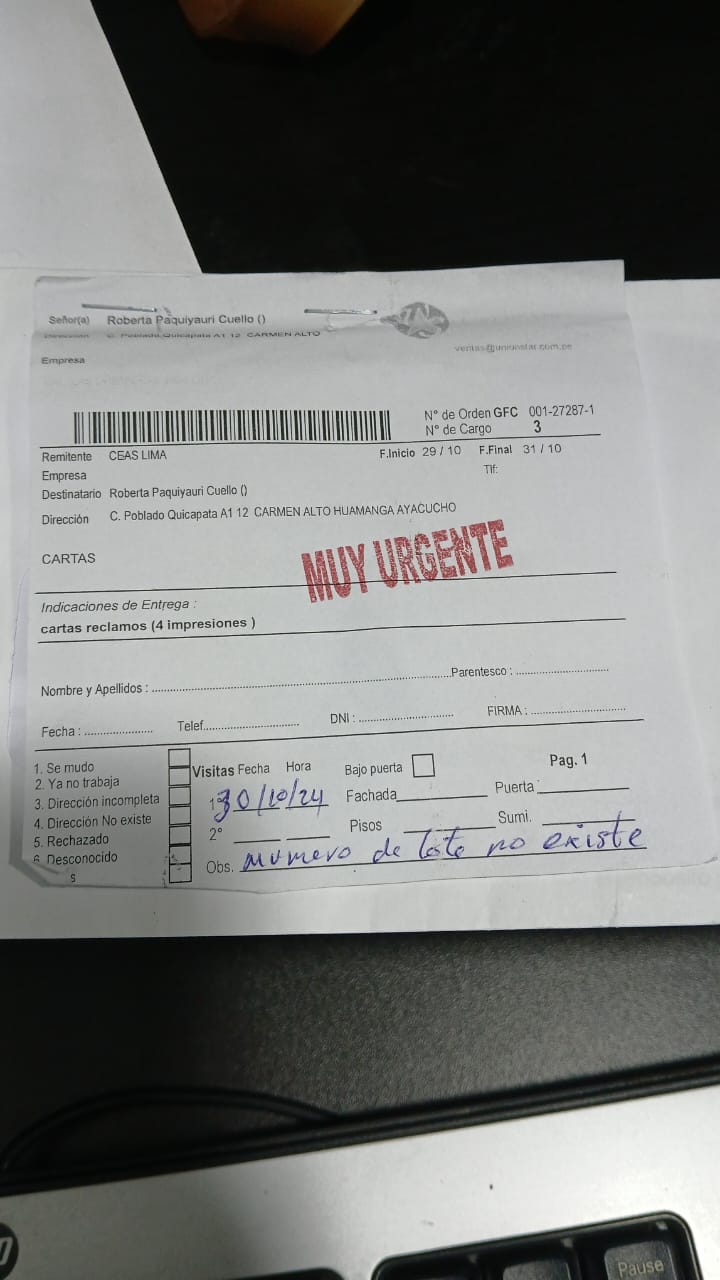 Señor(a) Roberta Paquiyauri Cuello ()
C. Poblado Quicapata A1 12 CARMEN ALTO
Empresa
ventas@unionstar.com.pe
N° de Orden GFC 001-27287-1
N° de Cargo 3
Remitente CEAS LIMA F.Inicio 29 / 10 F.Final 31 / 10
Empresa Tlf:
Destinatario Roberta Paquiyauri Cuello ()
Dirección C. Poblado Quicapata A1 12 CARMEN ALTO HUAMANGA AYACUCHO
CARTAS
MUY URGENTE
Indicaciones de Entrega :
cartas reclamos (4 impresiones )
Nombre y Apellidos : Parentesco :
Fecha : Telef. DNI : FIRMA :
1. Se mudo
2. Ya no trabaja
3. Dirección incompleta
4. Dirección No existe
5. Rechazado
6. Desconocido
s
Visitas Fecha Hora Bajo puerta Pag. 1
1° 30/10/24 Fachada Puerta
2° Pisos Sumi.
Obs. numero de lote no existe
Pause